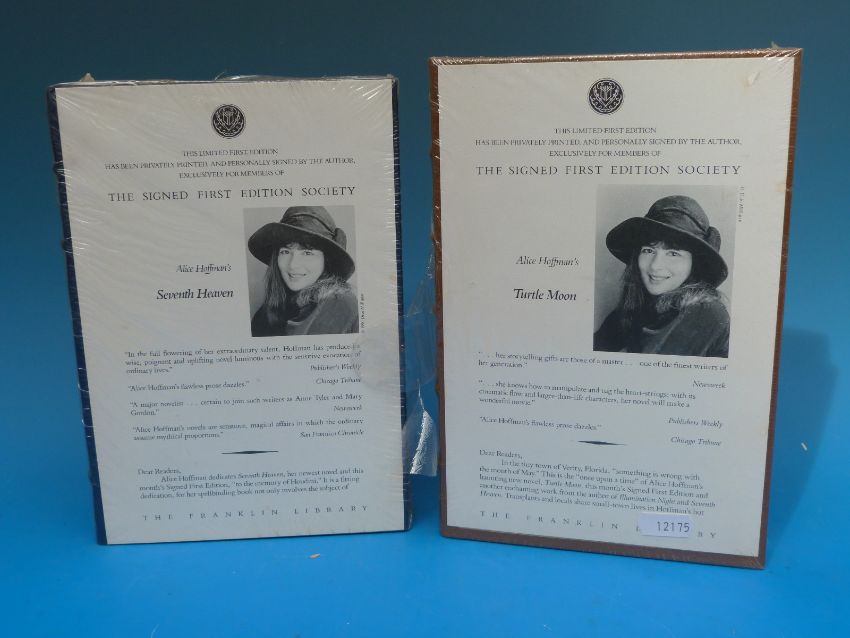 THIS LIMITED FIRST EDITION
HAS BEEN PRIVATELY PRINTED, AND PERSONALLY SIGNED BY THE AUTHOR,
EXCLUSIVELY FOR MEMBERS OF
THE SIGNED FIRST EDITION SOCIETY
Alice Hoffman's
Seventh Heaven
"In the full flowering of her extraordinary talent, Hoffman has produced a
wise, poignant and uplifting novel luminous with the sensitive evocation of
ordinary lives."
Publisher's Weekly
"Alice Hoffman's flawless prose dazzles."
Chicago Tribune
"A major novelist . . . certain to join such writers as Anne Tyler and Mary
Gordon."
Newsweek
"Alice Hoffman's novels are sensuous, magical affairs in which the ordinary
assume mythical proportions."
San Francisco Chronicle
Dear Readers,
Alice Hoffman dedicates Seventh Heaven, her newest novel and this
month's Signed First Edition, "to the memory of Houdini." It is a fitting
dedication, for her spellbinding book not only involves the subject of
THE FRANKLIN LIBRARY
THIS LIMITED FIRST EDITION
HAS BEEN PRIVATELY PRINTED, AND PERSONALLY SIGNED BY THE AUTHOR,
EXCLUSIVELY FOR MEMBERS OF
THE SIGNED FIRST EDITION SOCIETY
Alice Hoffman's
Turtle Moon
". . . her storytelling gifts are those of a master . . . one of the finest writers of
her generation."
Newsweek
". . . she knows how to manipulate and tug the heart-strings; with its
cinematic flow and larger-than-life characters, her novel will make a
wonderful movie."
Publishers Weekly
"Alice Hoffman's flawless prose dazzles."
Chicago Tribune
Dear Readers,
In the tiny town of Verity, Florida, "something is wrong with
the month of May." This is the "once upon a time" of Alice Hoffman's
haunting new novel, Turtle Moon, this month's Signed First Edition and
another enchanting work from the author of Illumination Night and Seventh
Heaven. Transplants and locals share small-town lives in Hoffman's hot
THE FRANKLIN L Y
12175